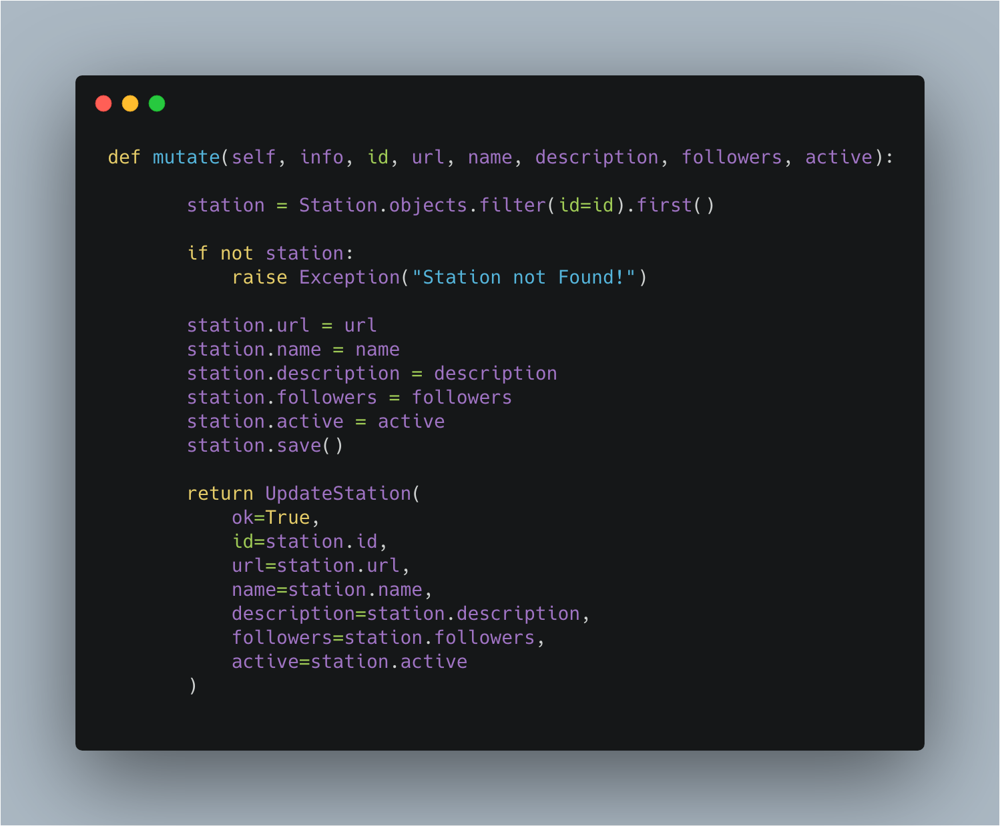 def mutate(self, info, id, url, name, description, followers, active):
station = Station.objects.filter(id=id).first()
if not station:
raise Exception("Station not Found!")
station.url = url
station.name = name
station.description = description
station.followers = followers
station.active = active
station.save()
return UpdateStation(
ok=True,
id=station.id,
url=station.url,
name=station.name,
description=station.description,
followers=station.followers,
active=station.active
)